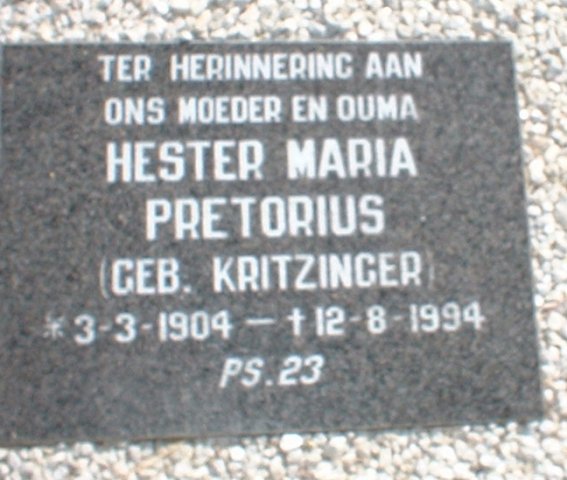 TER HERINNERING AAN
ONS MOEDER EN OUMA
HESTER MARIA
PRETORIUS
(GEB. KRITZINGER)
* 3-3-1904 — † 12-8-1994
PS. 23